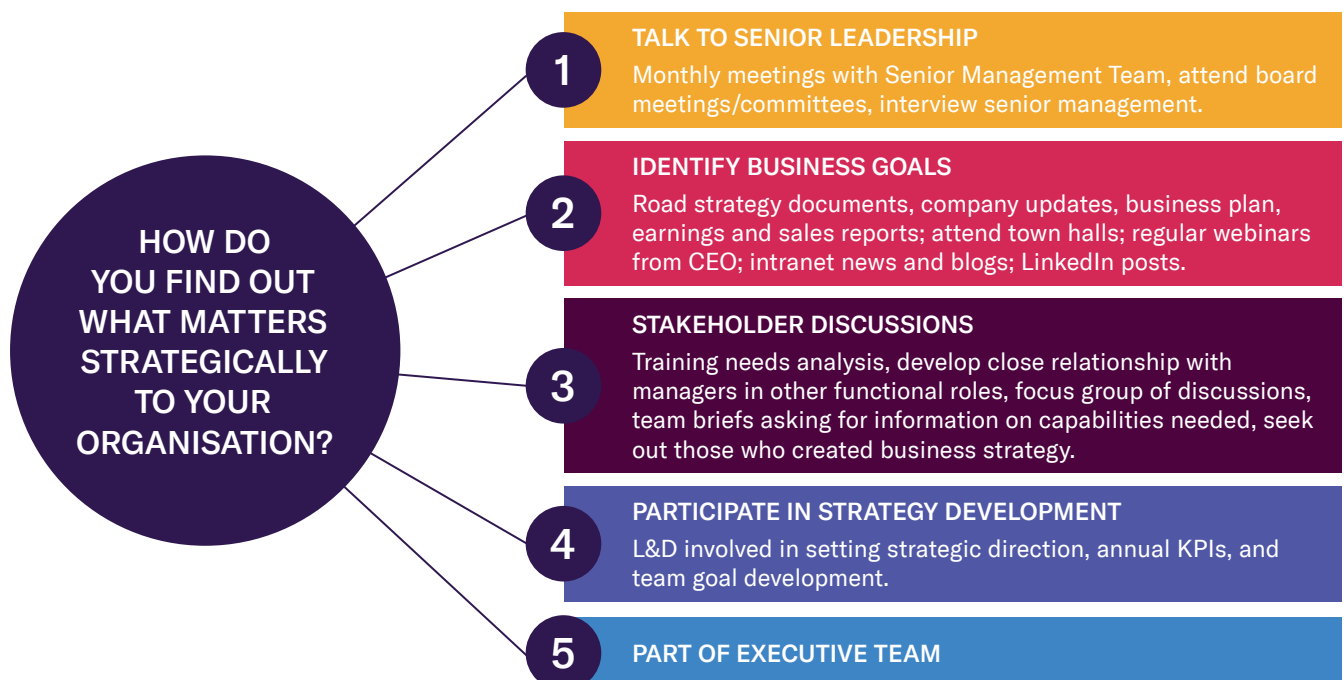 HOW DO
YOU FIND OUT
WHAT MATTERS
STRATEGICALLY
TO YOUR
ORGANISATION?
1
TALK TO SENIOR LEADERSHIP
Monthly meetings with Senior Management Team, attend board
meetings/committees, interview senior management.
2
IDENTIFY BUSINESS GOALS
Road strategy documents, company updates, business plan,
earnings and sales reports; attend town halls; regular webinars
from CEO; intranet news and blogs; LinkedIn posts.
3
STAKEHOLDER DISCUSSIONS
Training needs analysis, develop close relationship with
managers in other functional roles, focus group of discussions,
team briefs asking for information on capabilities needed, seek
out those who created business strategy.
4
PARTICIPATE IN STRATEGY DEVELOPMENT
L&D involved in setting strategic direction, annual KPIs, and
team goal development.
5
PART OF EXECUTIVE TEAM